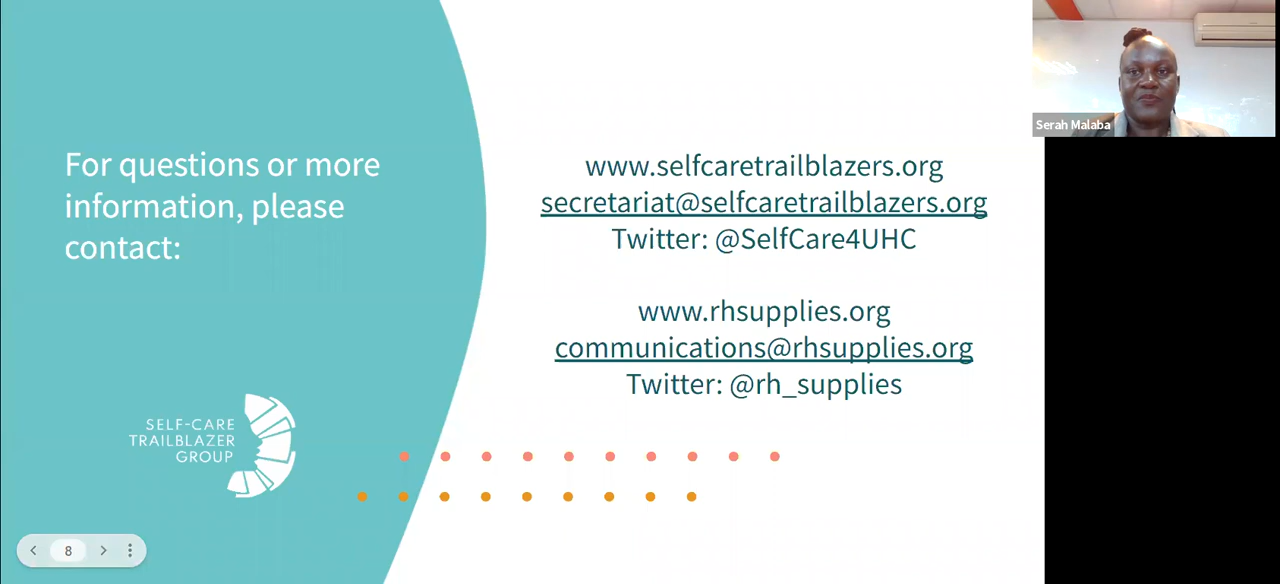 For questions or more
information, please
contact:
www.selfcaretrailblazers.org
secretariat@selfcaretrailblazers.org
Twitter: @SelfCare4UHC
www.rhsupplies.org
communications@rhsupplies.org
Twitter: @rh_supplies
SELF-CARE
TRAILBLAZER
GROUP
8
Serah Malaba